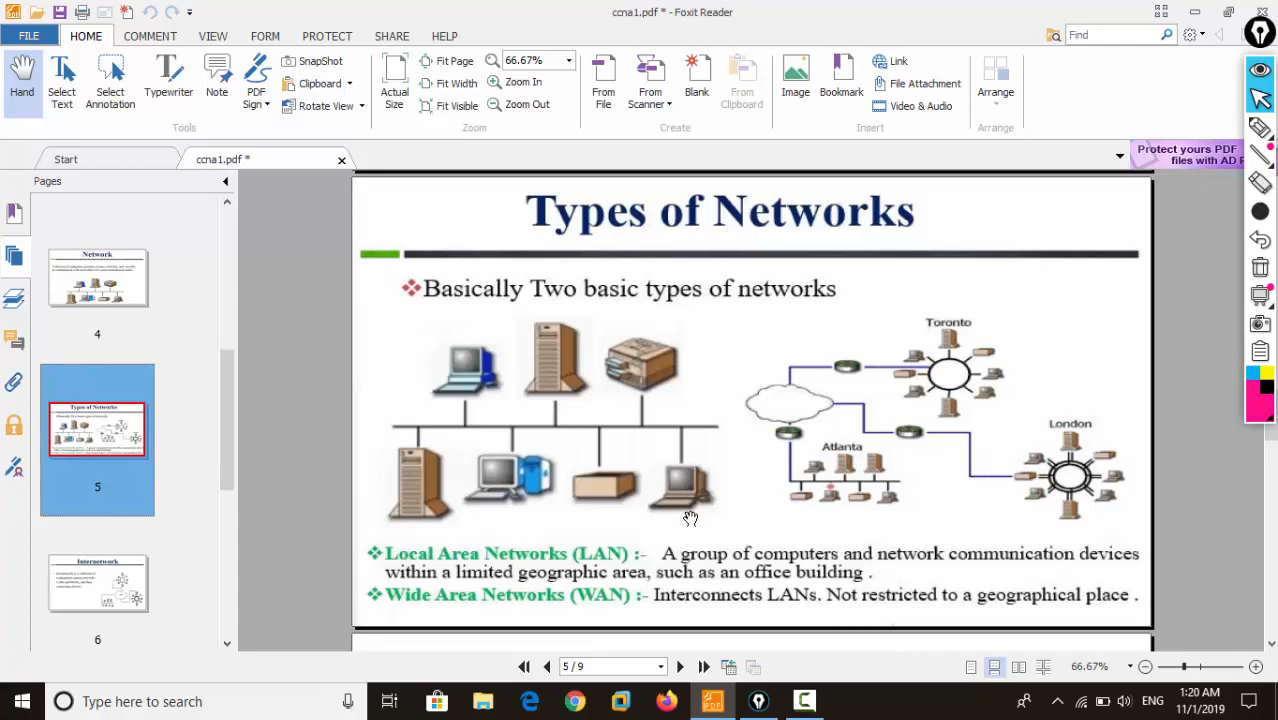 ccna1.pdf * - Foxit Reader
FILE HOME COMMENT VIEW FORM PROTECT SHARE HELP
Find
Hand
Select Text
Select Annotation
Typewriter
Note
PDF Sign
SnapShot
Clipboard
Rotate View
Tools
Actual Size
Fit Page
Fit Width
Fit Visible
66.67%
Zoom In
Zoom Out
Zoom
From File
From Scanner
Blank
From Clipboard
Create
Image
Bookmark
Link
File Attachment
Video & Audio
Insert
Arrange
Arrange
Start
ccna1.pdf *
Protect yours PDF
files with AD
Pages
Network
4
Types of Networks
5
Internetwork
6
Types of Networks
Basically Two basic types of networks
Toronto
London
Atlanta
Local Area Networks (LAN) :- A group of computers and network communication devices
within a limited geographic area, such as an office building .
Wide Area Networks (WAN) :- Interconnects LANs. Not restricted to a geographical place .
5/9
66.67%
Type here to search
PDF
ENG
1:20 AM
11/1/2019